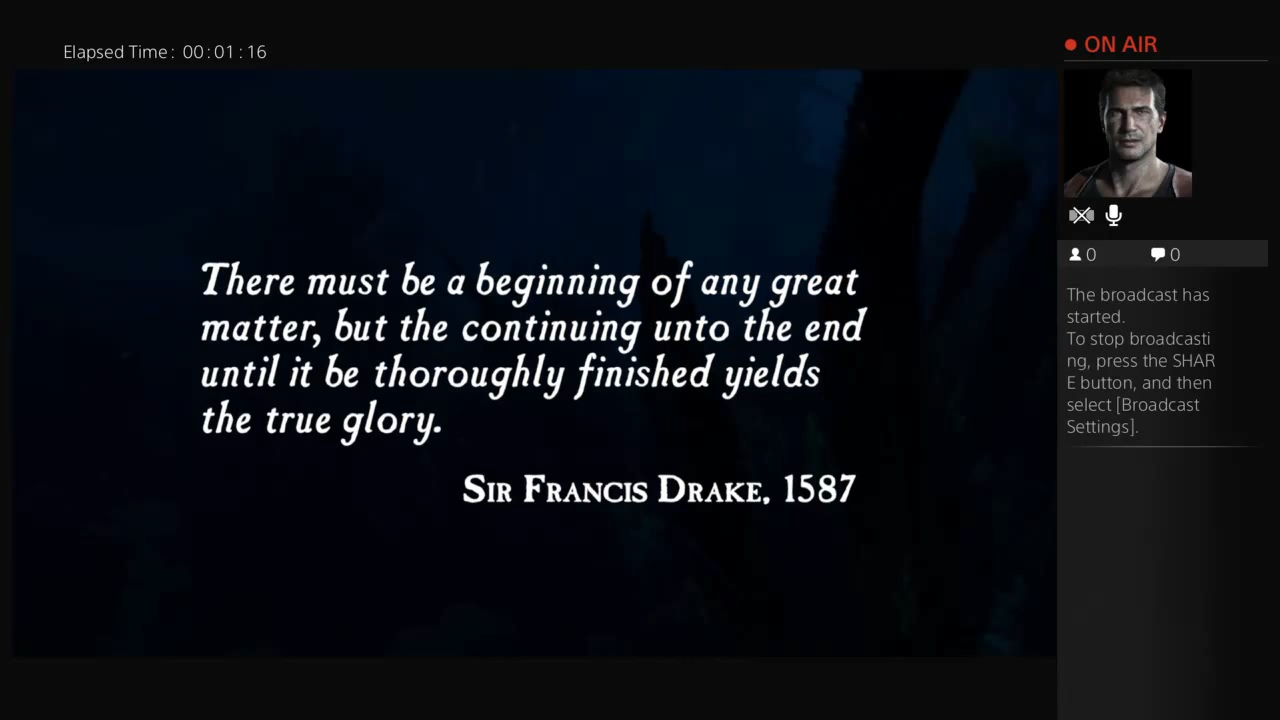 Elapsed Time: 00:01:16
ON AIR
There must be a beginning of any great
matter, but the continuing unto the end
until it be thoroughly finished yields
the true glory.
SIR FRANCIS DRAKE, 1587
0 0
The broadcast has
started.
To stop broadcasti
ng, press the SHAR
E button, and then
select [Broadcast
Settings].